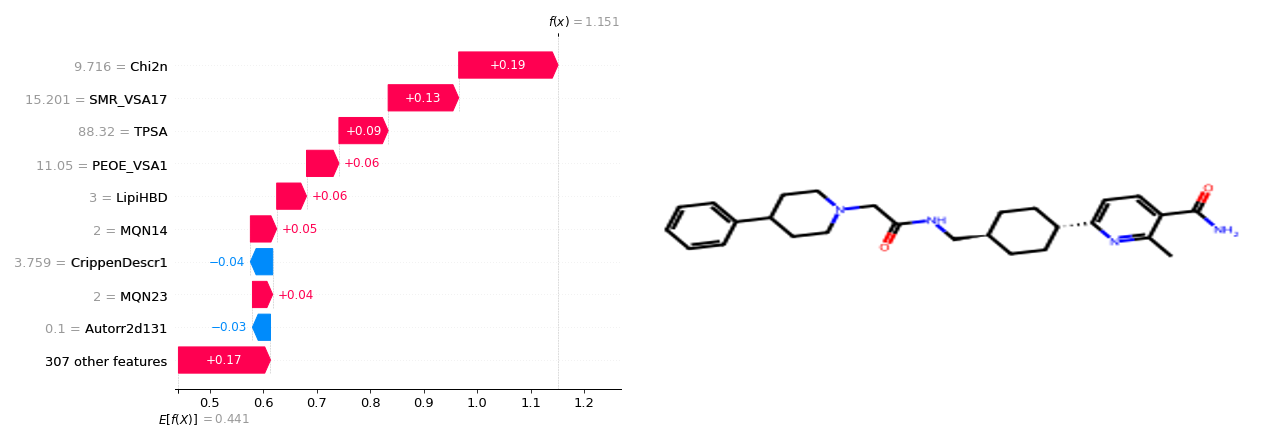 f(x) = 1.151
9.716 = Chi2n
+0.19
15.201 = SMR_VSA17
+0.13
88.32 = TPSA
+0.09
11.05 = PEOE_VSA1
+0.06
3 = LipiHBD
+0.06
2 = MQN14
+0.05
3.759 = CrippenDescr1
−0.04
2 = MQN23
+0.04
0.1 = Autorr2d131
−0.03
307 other features
+0.17
0.5 0.6 0.7 0.8 0.9 1.0 1.1 1.2
E[f(X)] = 0.441
O
N
NH
NH₂
O
N